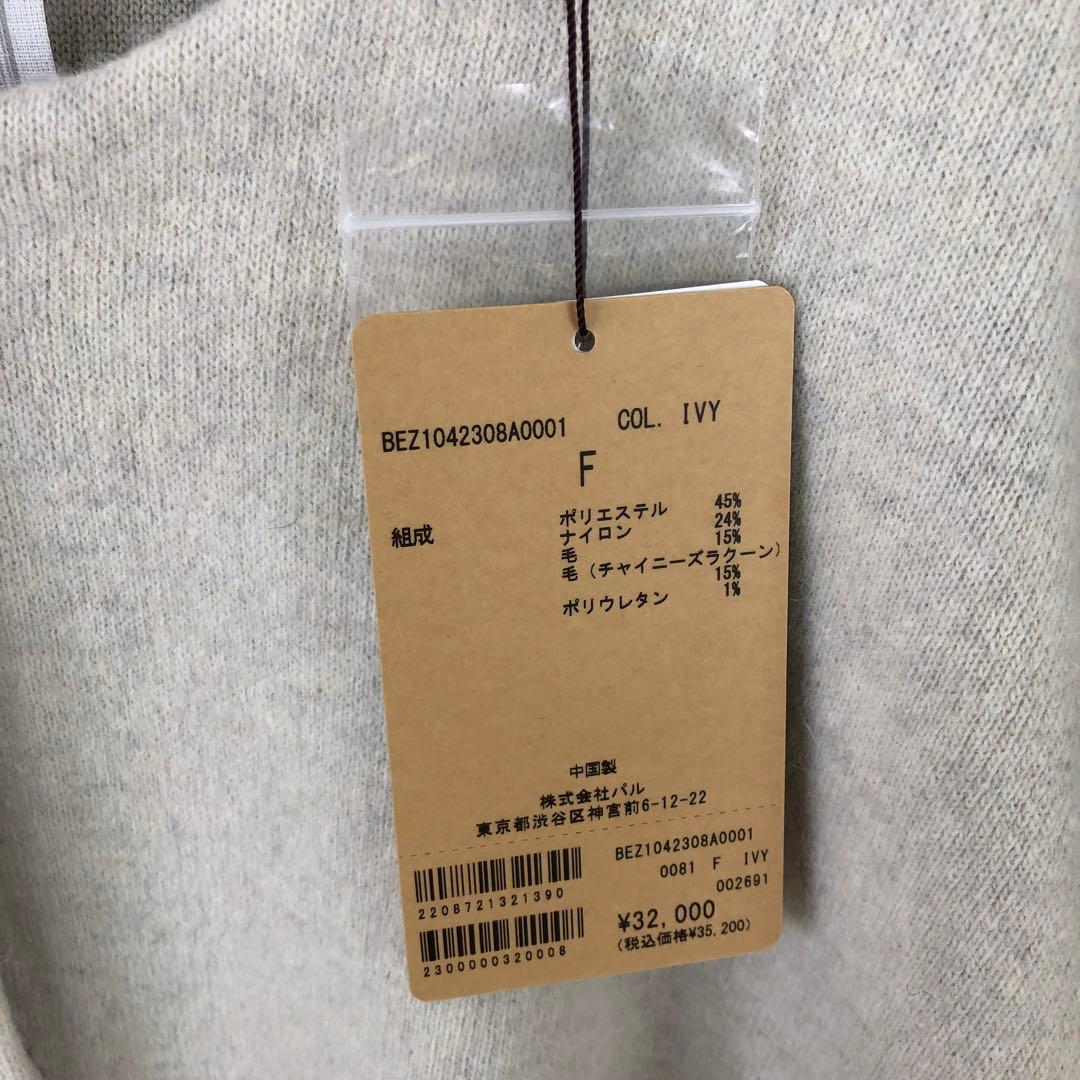 BEZ1042308A0001 COL. IVY
F
組成
ポリエステル 45%
ナイロン 24%
毛 15%
毛(チャイニーズラクーン)
15%
ポリウレタン 1%
中国製
株式会社パル
東京都渋谷区神宮前6-12-22
BEZ1042308A0001
0081 F IVY
002691
2208721321390
¥32,000
(税込価格¥35,200)
2300000320008